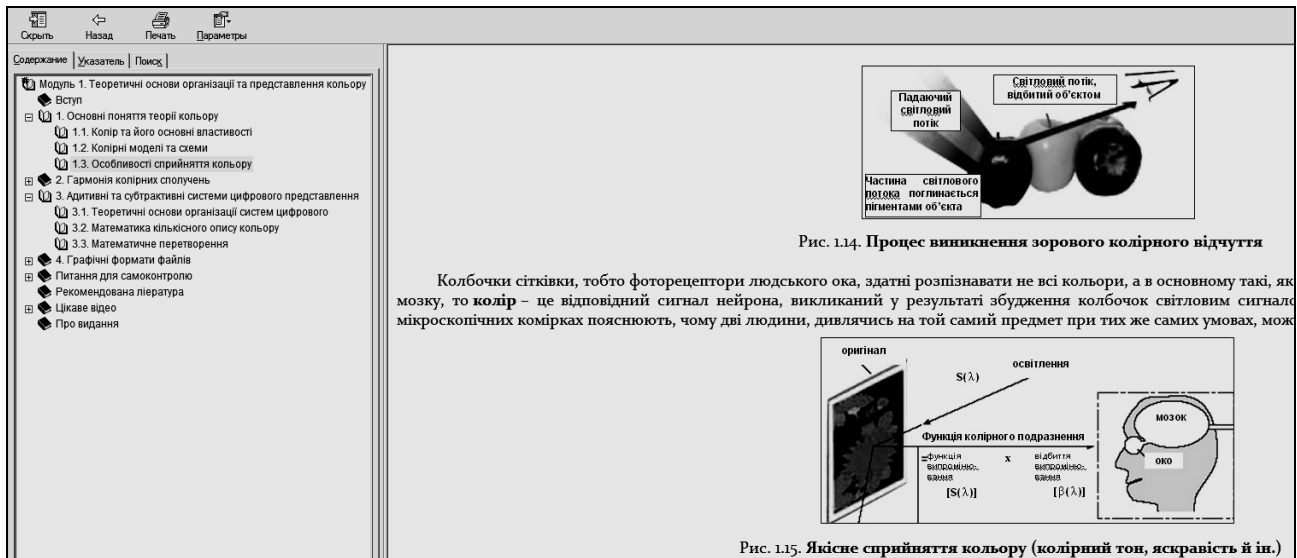 Скрыть Назад Печать Параметры
Содержание Указатель Поиск
Модуль 1. Теоретичні основи організації та представлення кольору
Вступ
1. Основні поняття теорії кольору
1.1. Колір та його основні властивості
1.2. Колірні моделі та схеми
1.3. Особливості сприйняття кольору
2. Гармонія колірних сполучень
3. Адитивні та субтрактивні системи цифрового представлення
3.1. Теоретичні основи організації систем цифрового
3.2. Математика кількісного опису кольору
3.3. Математичне перетворення
4. Графічні формати файлів
Питання для самоконтролю
Рекомендована ліература
Цікаве відео
Про видання
Світловий потік,
відбитий об'єктом
Падаючий
світловий
потік
Частина світлового
потока поглинається
пігментами об'єкта
Рис. 1.14. Процес виникнення зорового колірного відчуття
Колбочки сітківки, тобто фоторецептори людського ока, здатні розпізнавати не всі кольори, а в основному такі, як
мозку, то колір – це відповідний сигнал нейрона, викликаний у результаті збудження колбочок світловим сигнало
мікроскопічних комірках пояснюють, чому дві людини, дивлячись на той самий предмет при тих же самих умовах, мож
оригінал
освітлення
S(λ)
мозок
око
Функція колірного подразнення
=функція х відбиття
випроміню- випроміню-
вання вання
[S(λ)] [β(λ)]
Рис. 1.15. Якісне сприйняття кольору (колірний тон, яскравість й ін.)